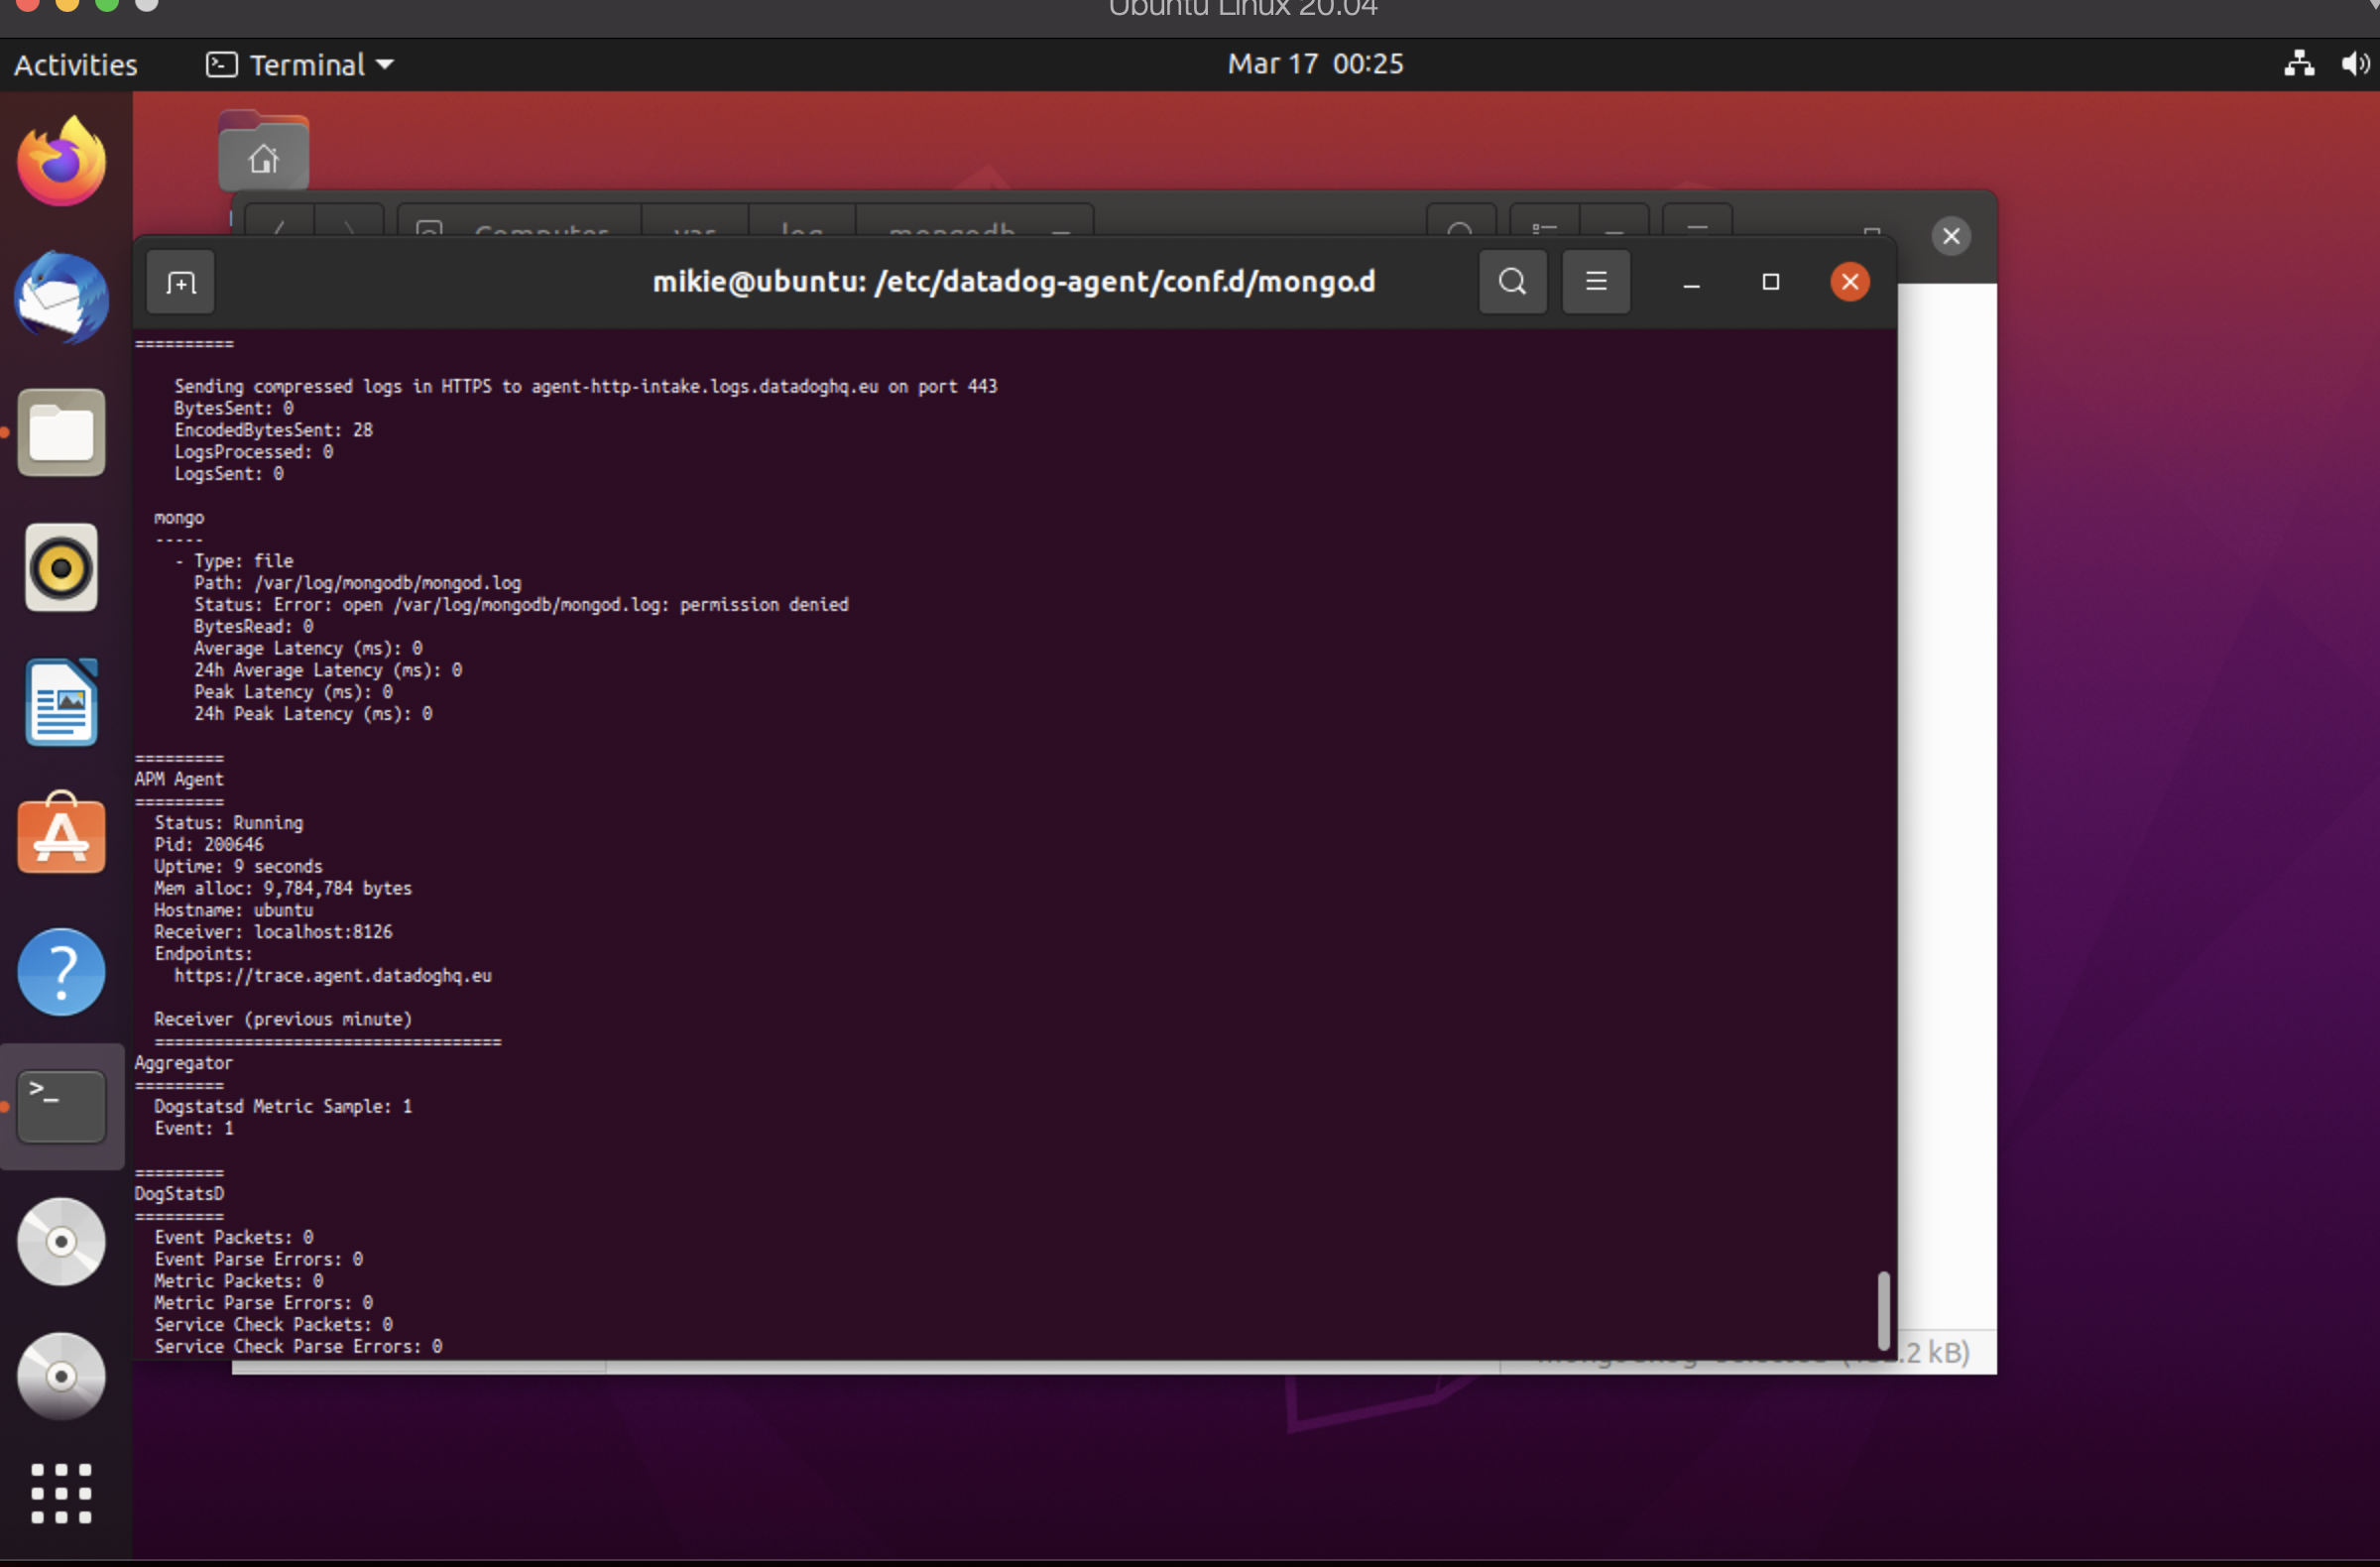 Ubuntu Linux 20.04
Activities
Terminal
Mar 17 00:25
Computer
var
log
mongodb
mikie@ubuntu: /etc/datadog-agent/conf.d/mongo.d
==========
Sending compressed logs in HTTPS to agent-http-intake.logs.datadoghq.eu on port 443
BytesSent: 0
EncodedBytesSent: 28
LogsProcessed: 0
LogsSent: 0
mongo
-----
- Type: file
Path: /var/log/mongodb/mongod.log
Status: Error: open /var/log/mongodb/mongod.log: permission denied
BytesRead: 0
Average Latency (ms): 0
24h Average Latency (ms): 0
Peak Latency (ms): 0
24h Peak Latency (ms): 0
=========
APM Agent
=========
Status: Running
Pid: 200646
Uptime: 9 seconds
Mem alloc: 9,784,784 bytes
Hostname: ubuntu
Receiver: localhost:8126
Endpoints:
https://trace.agent.datadoghq.eu
Receiver (previous minute)
===================================
Aggregator
=========
Dogstatsd Metric Sample: 1
Event: 1
=========
DogStatsD
=========
Event Packets: 0
Event Parse Errors: 0
Metric Packets: 0
Metric Parse Errors: 0
Service Check Packets: 0
Service Check Parse Errors: 0
.2 kB)